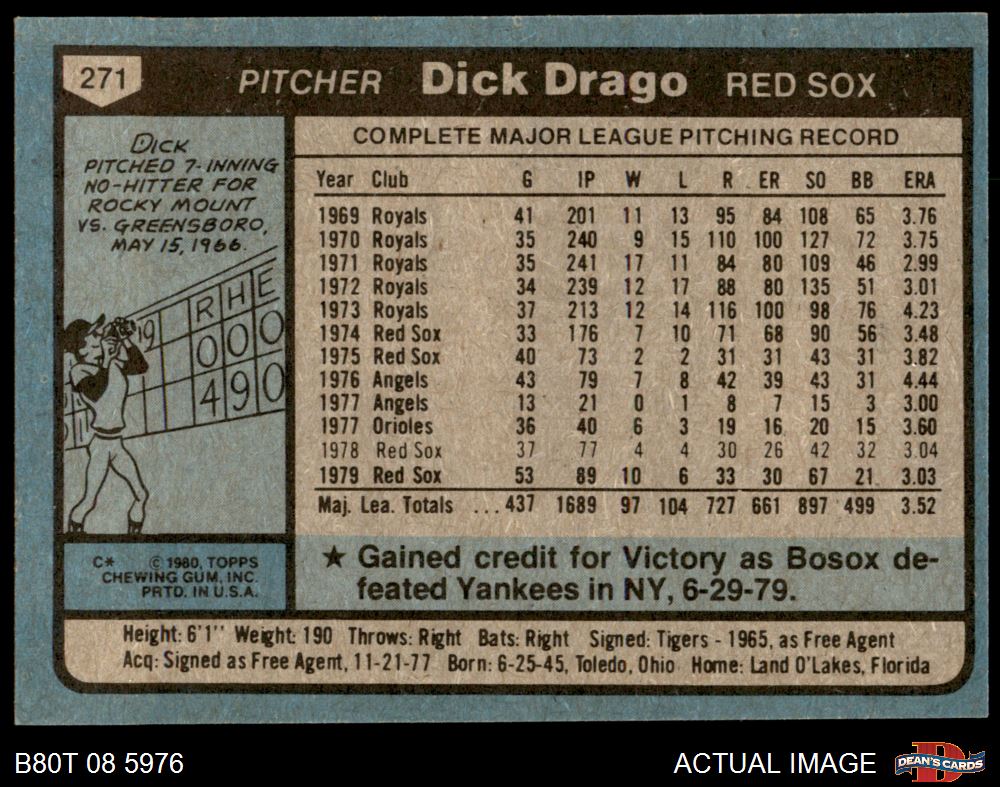 271 PITCHER Dick Drago RED SOX
DICK
PITCHED 7-INNING
NO-HITTER FOR
ROCKY MOUNT
VS. GREENSBORO,
MAY 15, 1966.
19 R H E
0 0 0
4 9 0
COMPLETE MAJOR LEAGUE PITCHING RECORD
Year Club G IP W L R ER SO BB ERA
1969 Royals 41 201 11 13 95 84 108 65 3.76
1970 Royals 35 240 9 15 110 100 127 72 3.75
1971 Royals 35 241 17 11 84 80 109 46 2.99
1972 Royals 34 239 12 17 88 80 135 51 3.01
1973 Royals 37 213 12 14 116 100 98 76 4.23
1974 Red Sox 33 176 7 10 71 68 90 56 3.48
1975 Red Sox 40 73 2 2 31 31 43 31 3.82
1976 Angels 43 79 7 8 42 39 43 31 4.44
1977 Angels 13 21 0 1 8 7 15 3 3.00
1977 Orioles 36 40 6 3 19 16 20 15 3.60
1978 Red Sox 37 77 4 4 30 26 42 32 3.04
1979 Red Sox 53 89 10 6 33 30 67 21 3.03
Maj. Lea. Totals ...437 1689 97 104 727 661 897 499 3.52
C* © 1980, TOPPS
CHEWING GUM, INC.
PRTD. IN U.S.A.
★ Gained credit for Victory as Bosox de-
feated Yankees in NY, 6-29-79.
Height: 6'1" Weight: 190 Throws: Right Bats: Right Signed: Tigers - 1965, as Free Agent
Acq: Signed as Free Agent, 11-21-77 Born: 6-25-45, Toledo, Ohio Home: Land O'Lakes, Florida
B80T 08 5976 ACTUAL IMAGE DEAN'S CARDS